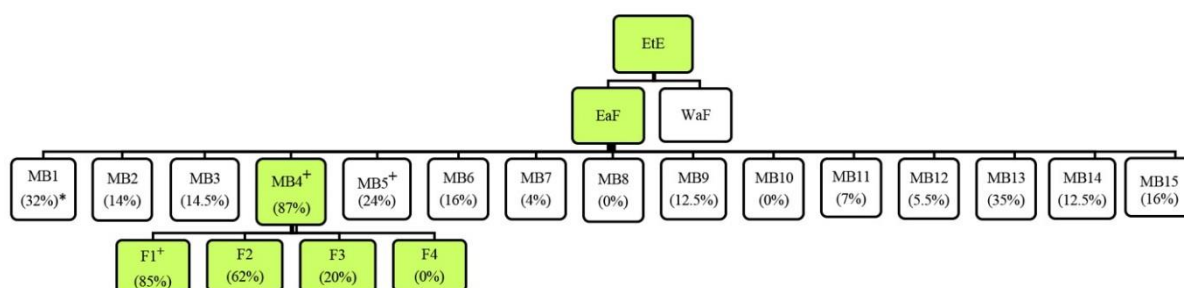 EtE
EaF
WaF
MB1
(32%)*
MB2
(14%)
MB3
(14.5%)
MB4+
(87%)
MB5+
(24%)
MB6
(16%)
MB7
(4%)
MB8
(0%)
MB9
(12.5%)
MB10
(0%)
MB11
(7%)
MB12
(5.5%)
MB13
(35%)
MB14
(12.5%)
MB15
(16%)
F1+
(85%)
F2
(62%)
F3
(20%)
F4
(0%)